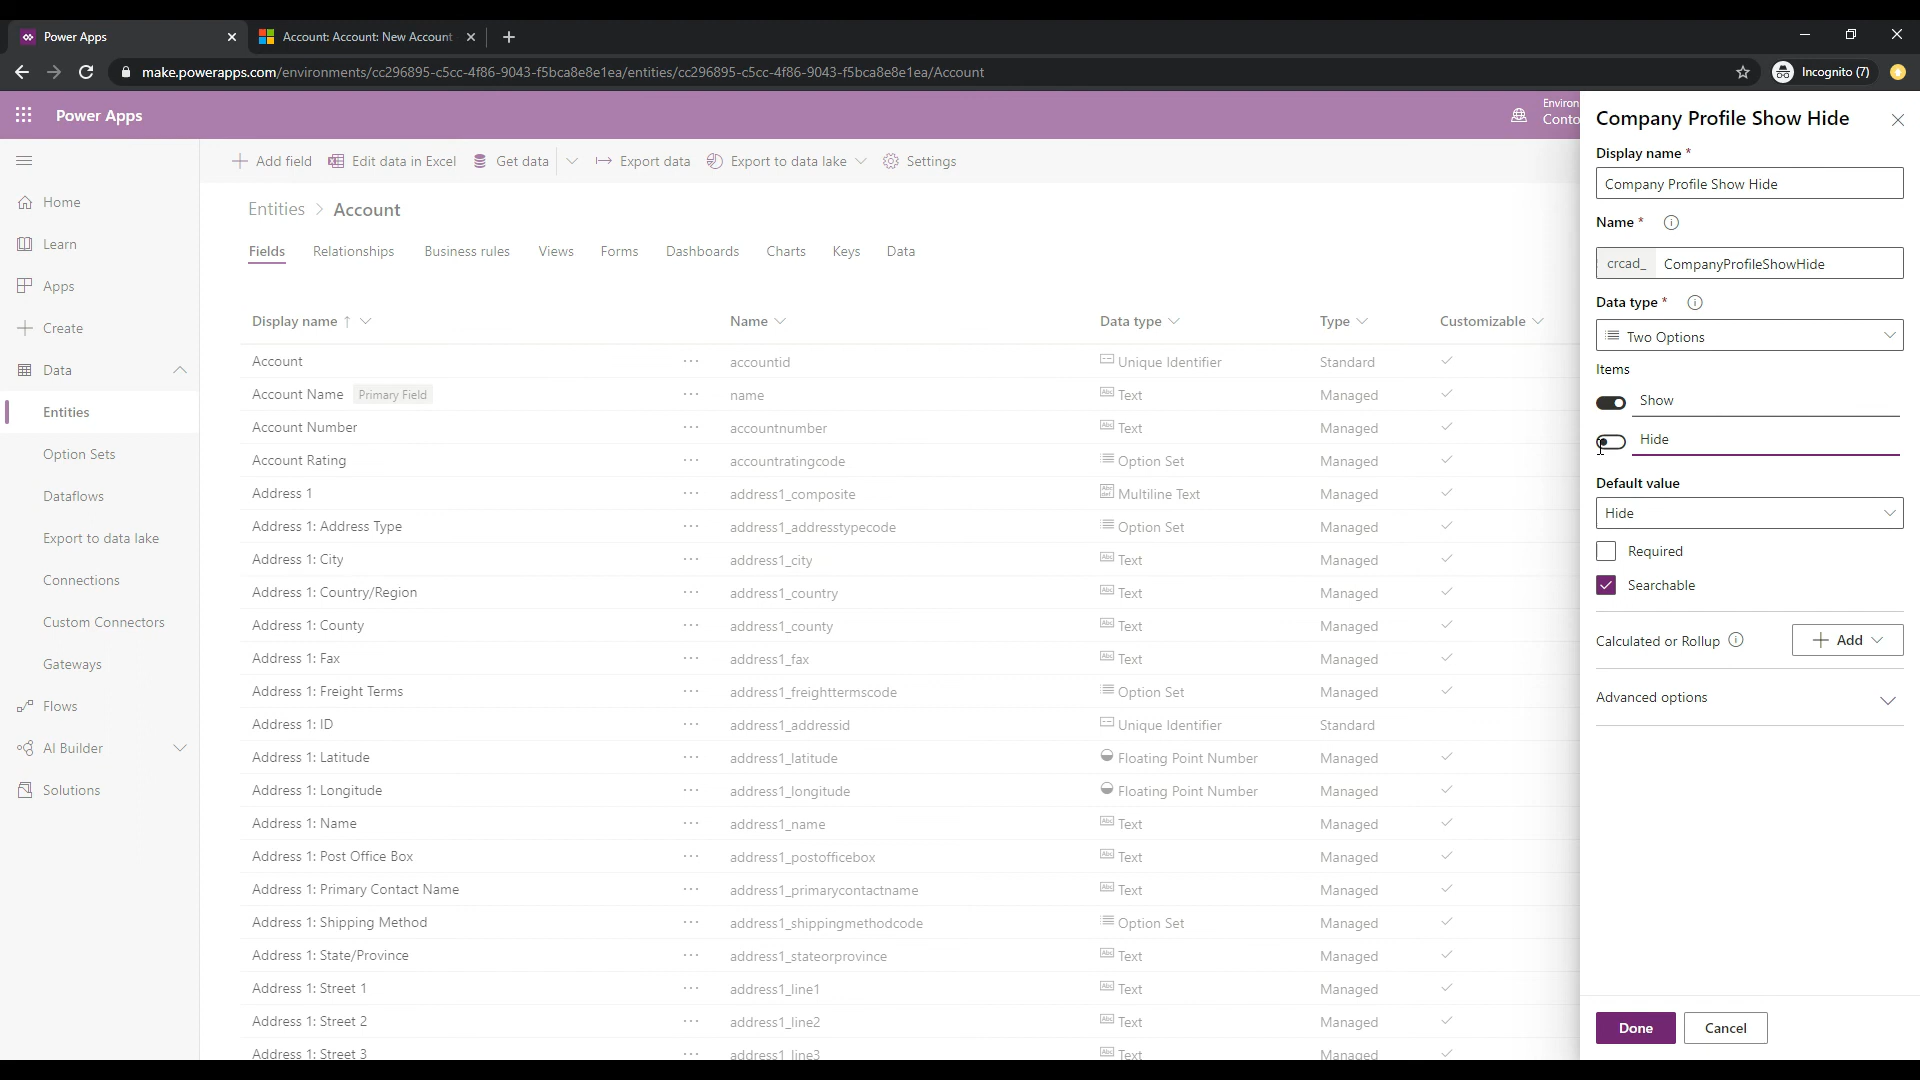 Power Apps
Account: Account: New Account
make.powerapps.com/environments/cc296895-c5cc-4f86-9043-f5bca8e8e1ea/entities/cc296895-c5cc-4f86-9043-f5bca8e8e1ea/Account
Incognito (7)
Power Apps
Environ
Conto
Home
Learn
Apps
Create
Data
Entities
Option Sets
Dataflows
Export to data lake
Connections
Custom Connectors
Gateways
Flows
AI Builder
Solutions
Add field Edit data in Excel Get data Export data Export to data lake Settings
Entities > Account
Fields Relationships Business rules Views Forms Dashboards Charts Keys Data
Display name ↑ Name Data type Type Customizable
Account ... accountid Unique Identifier Standard
Account Name Primary Field ... name Text Managed
Account Number ... accountnumber Text Managed
Account Rating ... accountratingcode Option Set Managed
Address 1 ... address1_composite Multiline Text Managed
Address 1: Address Type ... address1_addresstypecode Option Set Managed
Address 1: City ... address1_city Text Managed
Address 1: Country/Region ... address1_country Text Managed
Address 1: County ... address1_county Text Managed
Address 1: Fax ... address1_fax Text Managed
Address 1: Freight Terms ... address1_freighttermscode Option Set Managed
Address 1: ID ... address1_addressid Unique Identifier Standard
Address 1: Latitude ... address1_latitude Floating Point Number Managed
Address 1: Longitude ... address1_longitude Floating Point Number Managed
Address 1: Name ... address1_name Text Managed
Address 1: Post Office Box ... address1_postofficebox Text Managed
Address 1: Primary Contact Name ... address1_primarycontactname Text Managed
Address 1: Shipping Method ... address1_shippingmethodcode Option Set Managed
Address 1: State/Province ... address1_stateorprovince Text Managed
Address 1: Street 1 ... address1_line1 Text Managed
Address 1: Street 2 ... address1_line2 Text Managed
Address 1: Street 3 ... address1_line3 Text Managed
Company Profile Show Hide
Display name *
Company Profile Show Hide
Name *
crcad_ CompanyProfileShowHide
Data type *
Two Options
Items
Show
Hide
Default value
Hide
Required
Searchable
Calculated or Rollup
Add
Advanced options
Done Cancel